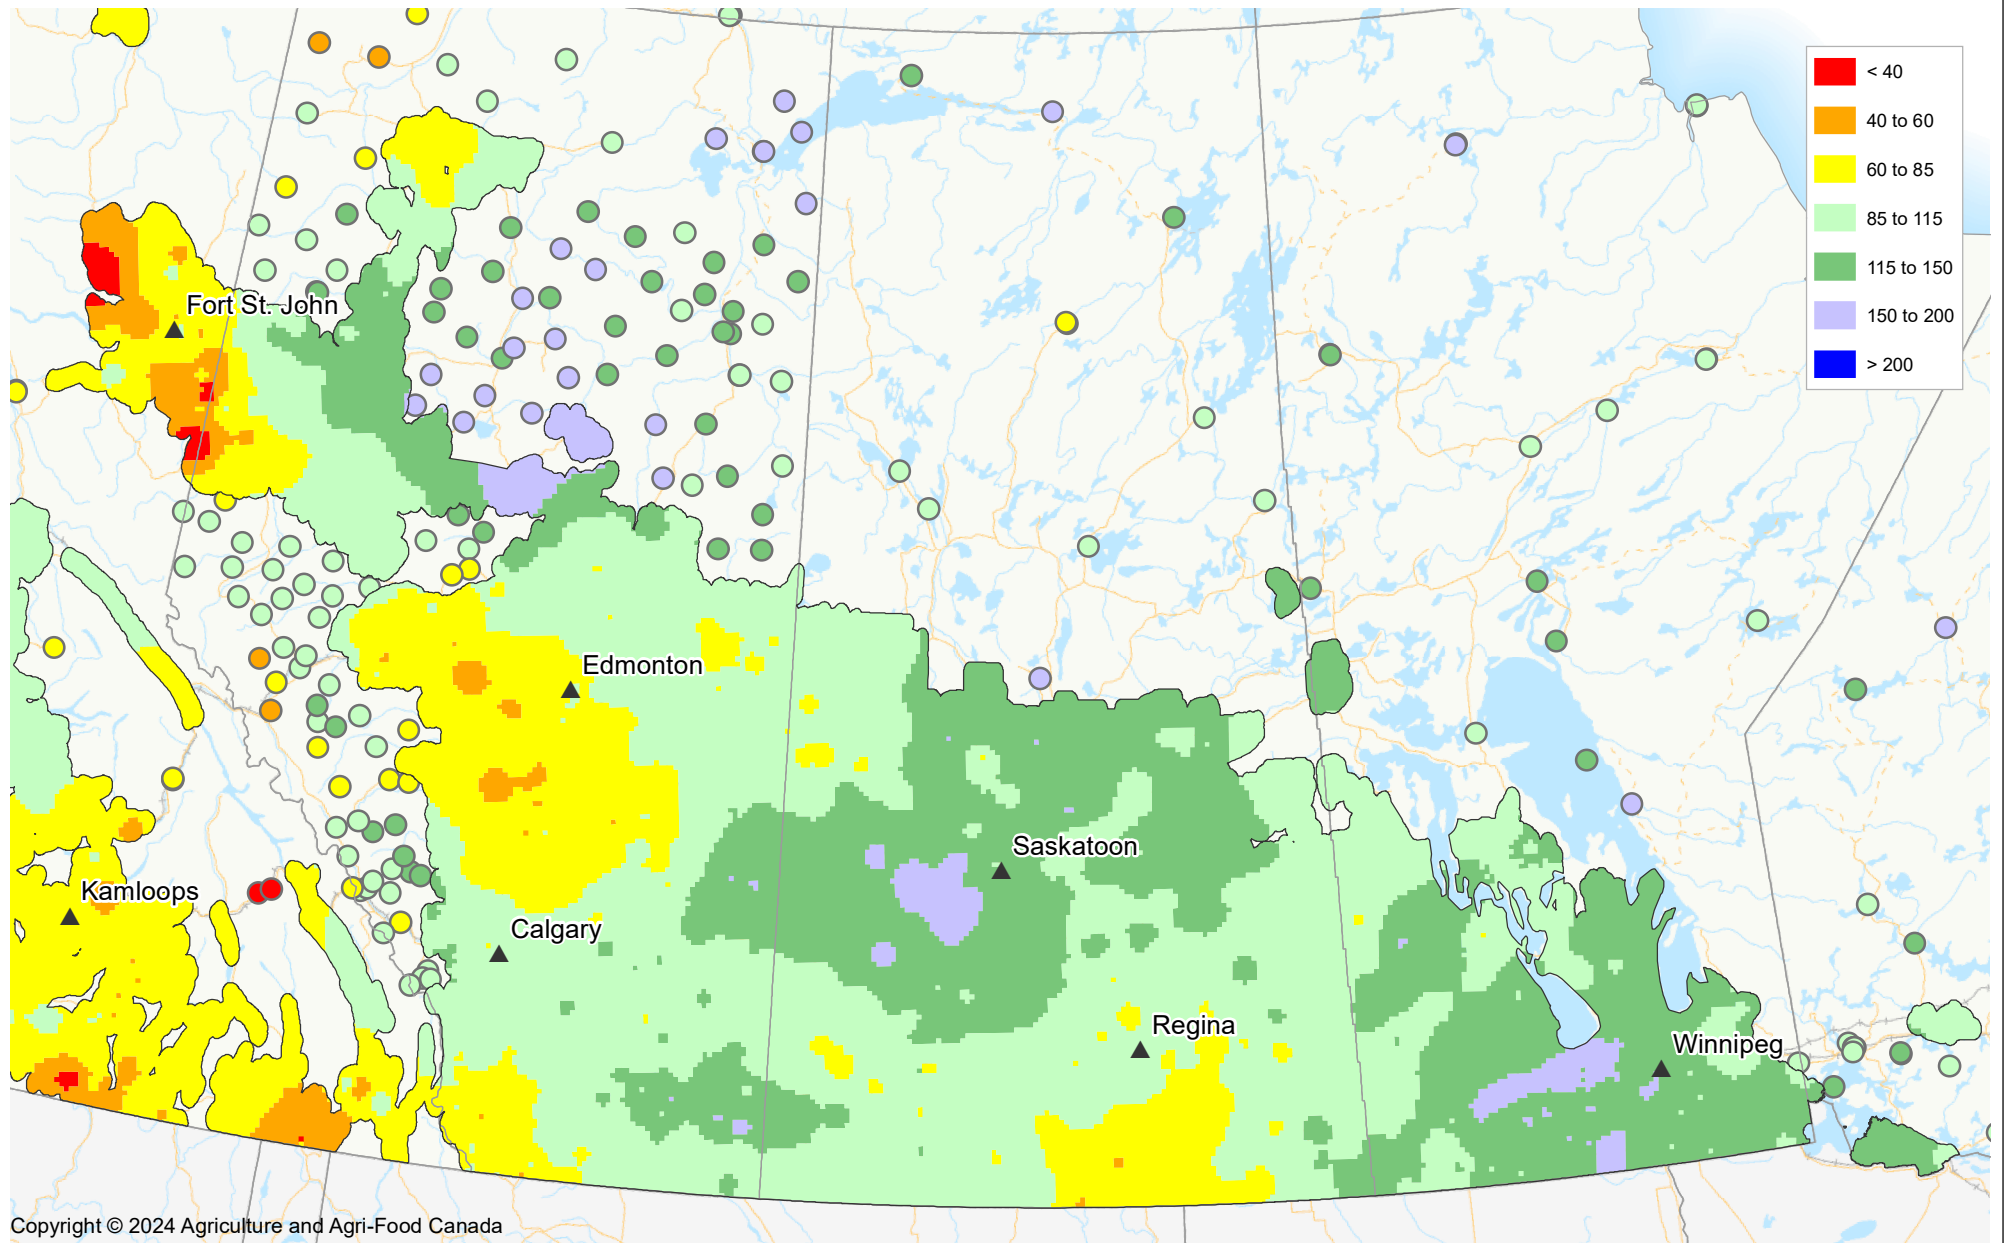 < 40
40 to 60
60 to 85
85 to 115
115 to 150
150 to 200
> 200
Fort St. John
Edmonton
Saskatoon
Kamloops
Calgary
Regina
Winnipeg
Copyright © 2024 Agriculture and Agri-Food Canada